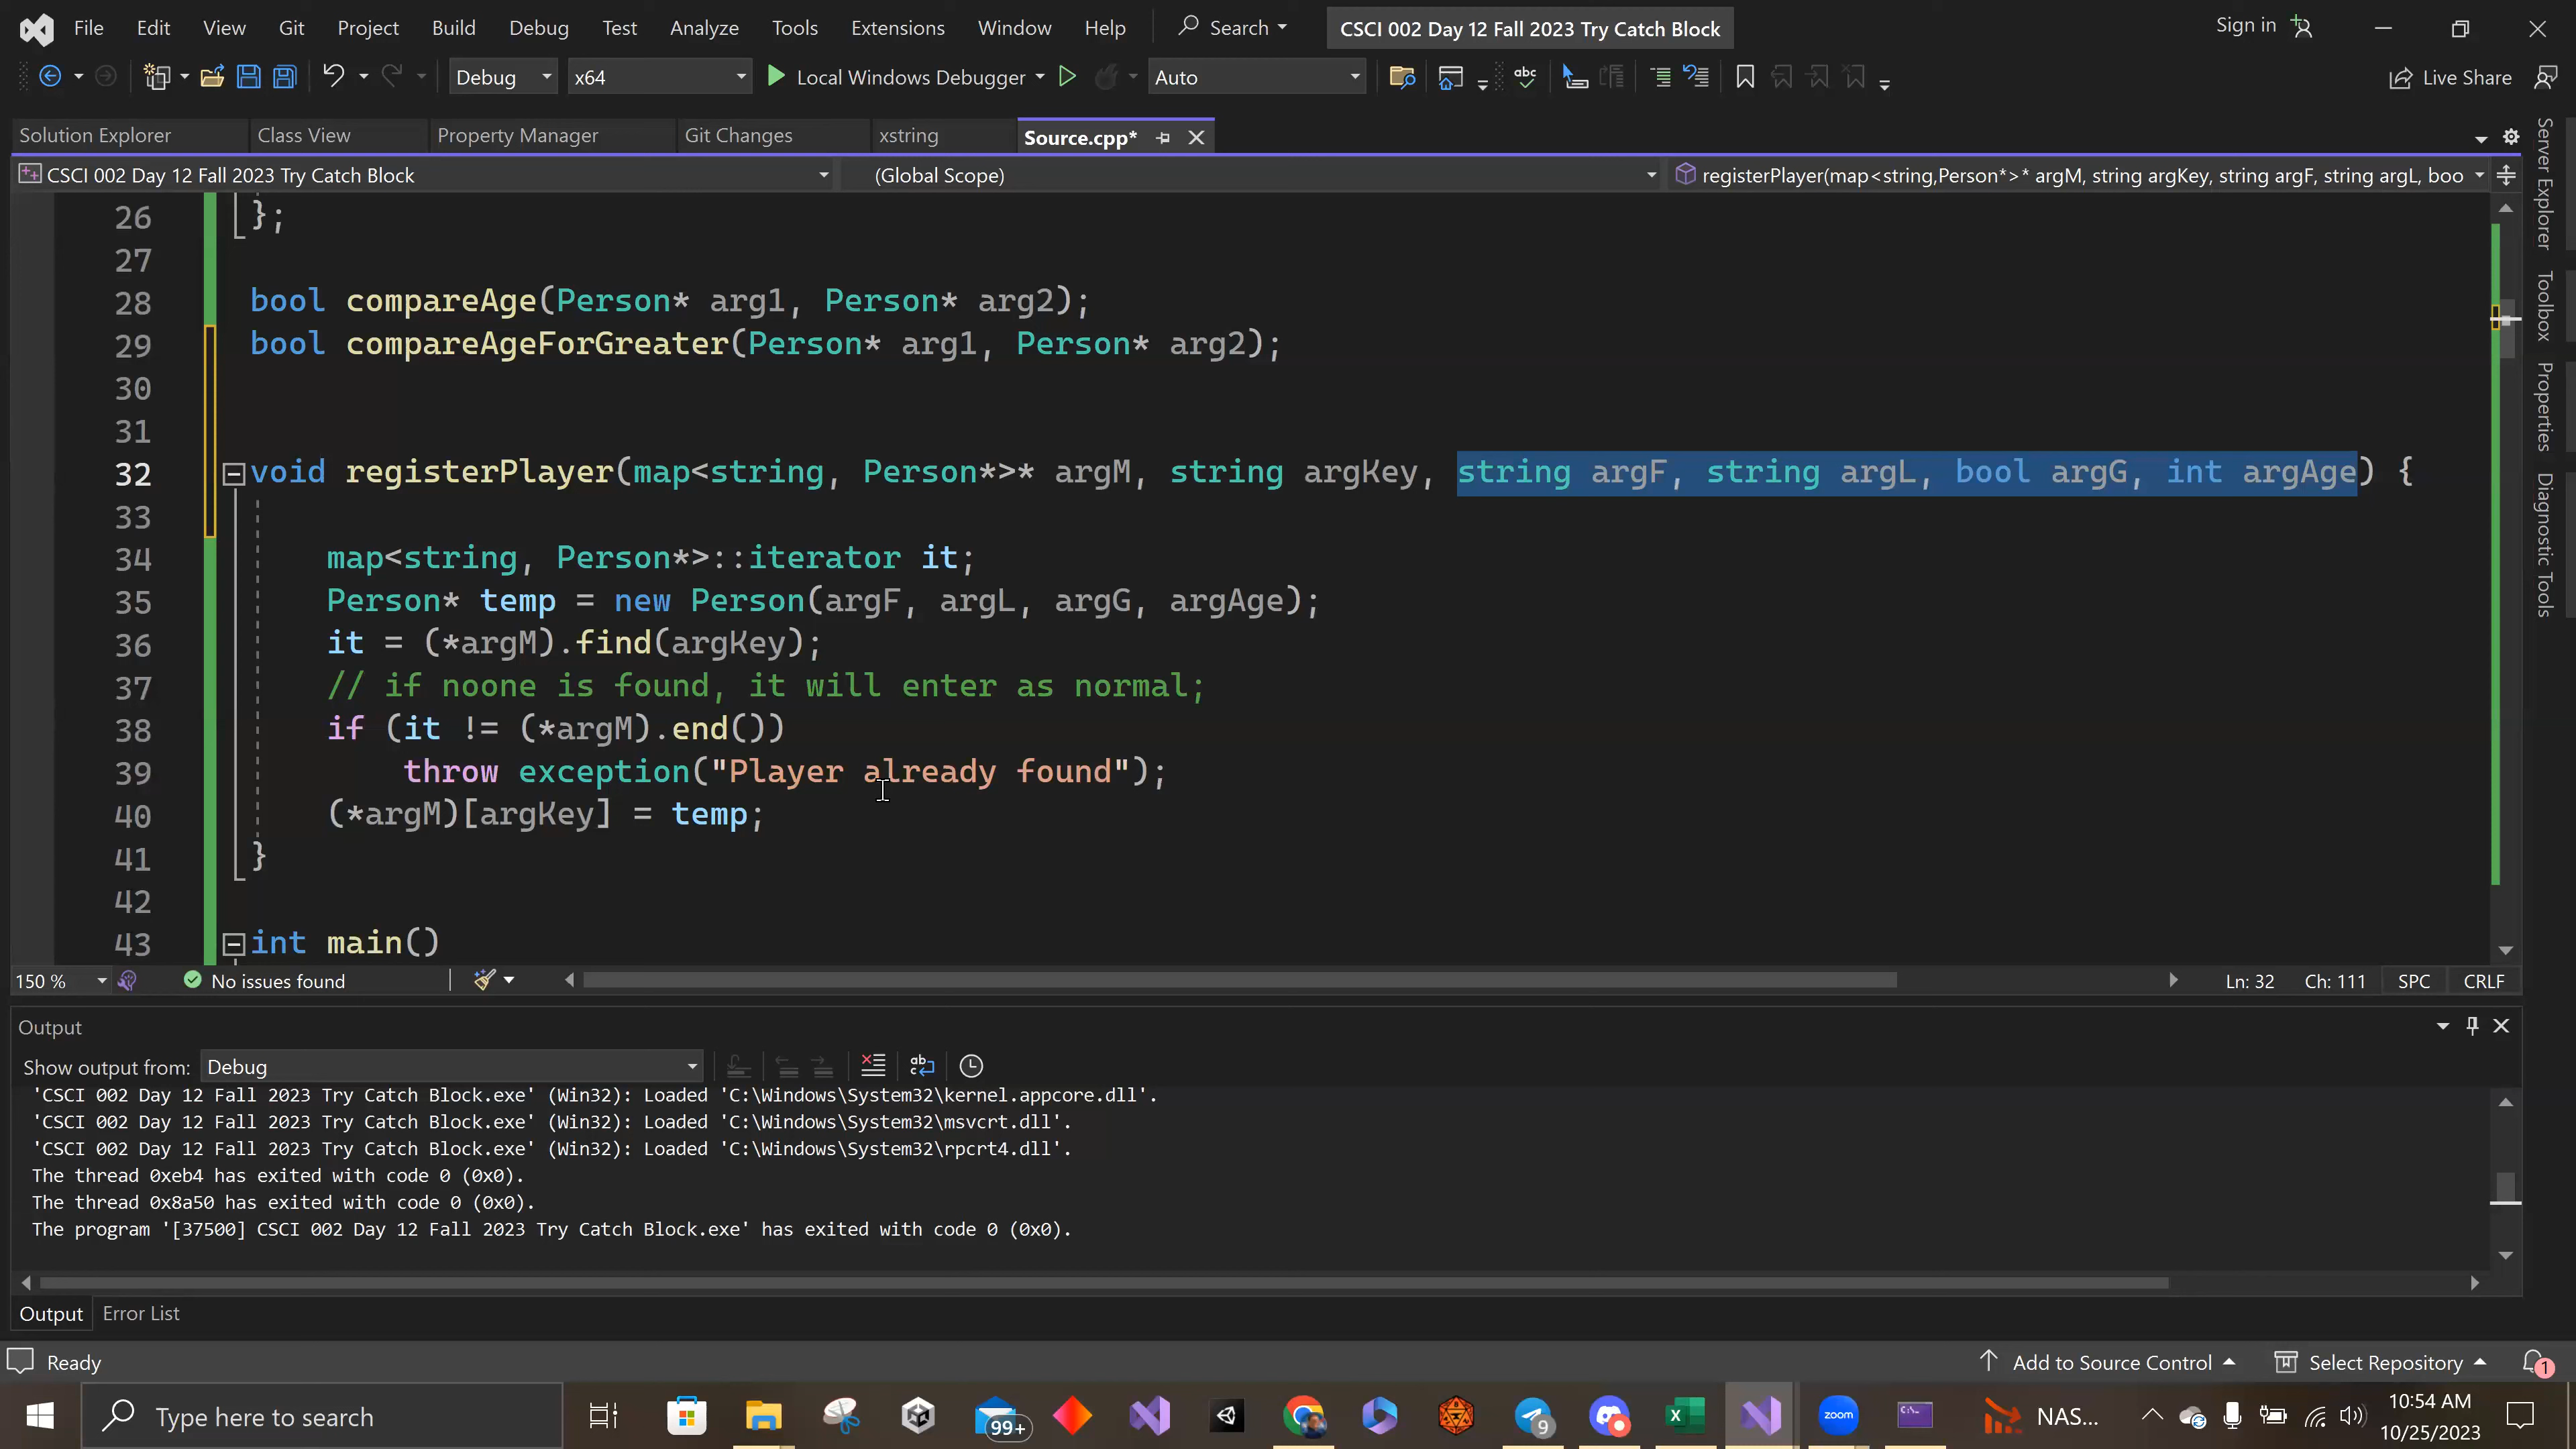 File Edit View Git Project Build Debug Test Analyze Tools Extensions Window Help Search CSCI 002 Day 12 Fall 2023 Try Catch Block Sign in
Debug x64 Local Windows Debugger Auto Live Share
Solution Explorer Class View Property Manager Git Changes xstring Source.cpp*
CSCI 002 Day 12 Fall 2023 Try Catch Block (Global Scope) registerPlayer(map<string,Person*>* argM, string argKey, string argF, string argL, boo
26 };
27
28 bool compareAge(Person* arg1, Person* arg2);
29 bool compareAgeForGreater(Person* arg1, Person* arg2);
30
31
32 void registerPlayer(map<string, Person*>* argM, string argKey, string argF, string argL, bool argG, int argAge) {
33
34 map<string, Person*>::iterator it;
35 Person* temp = new Person(argF, argL, argG, argAge);
36 it = (*argM).find(argKey);
37 // if noone is found, it will enter as normal;
38 if (it != (*argM).end())
39 throw exception("Player already found");
40 (*argM)[argKey] = temp;
41 }
42
43 int main()
150 % No issues found Ln: 32 Ch: 111 SPC CRLF
Output
Show output from: Debug
'CSCI 002 Day 12 Fall 2023 Try Catch Block.exe' (Win32): Loaded 'C:\Windows\System32\kernel.appcore.dll'.
'CSCI 002 Day 12 Fall 2023 Try Catch Block.exe' (Win32): Loaded 'C:\Windows\System32\msvcrt.dll'.
'CSCI 002 Day 12 Fall 2023 Try Catch Block.exe' (Win32): Loaded 'C:\Windows\System32\rpcrt4.dll'.
The thread 0xeb4 has exited with code 0 (0x0).
The thread 0x8a50 has exited with code 0 (0x0).
The program '[37500] CSCI 002 Day 12 Fall 2023 Try Catch Block.exe' has exited with code 0 (0x0).
Output Error List
Ready Add to Source Control Select Repository 1
Type here to search 99+ 9 zoom NAS... 10:54 AM
10/25/2023
Server Explorer
Toolbox
Properties
Diagnostic Tools